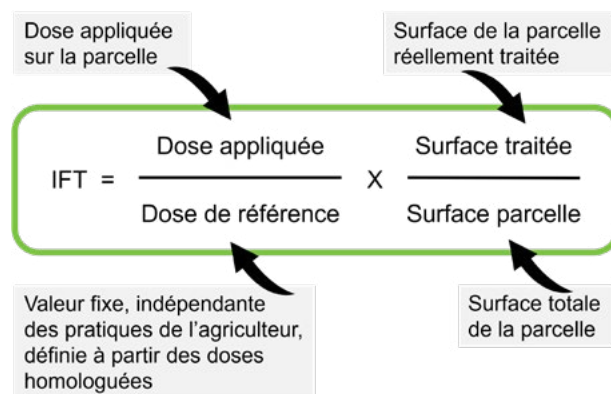 Dose appliquée
sur la parcelle
Surface de la parcelle
réellement traitée
IFT =
Dose appliquée
Dose de référence
X
Surface traitée
Surface parcelle
Valeur fixe, indépendante
des pratiques de l'agriculteur,
définie à partir des doses
homologuées
Surface totale
de la parcelle